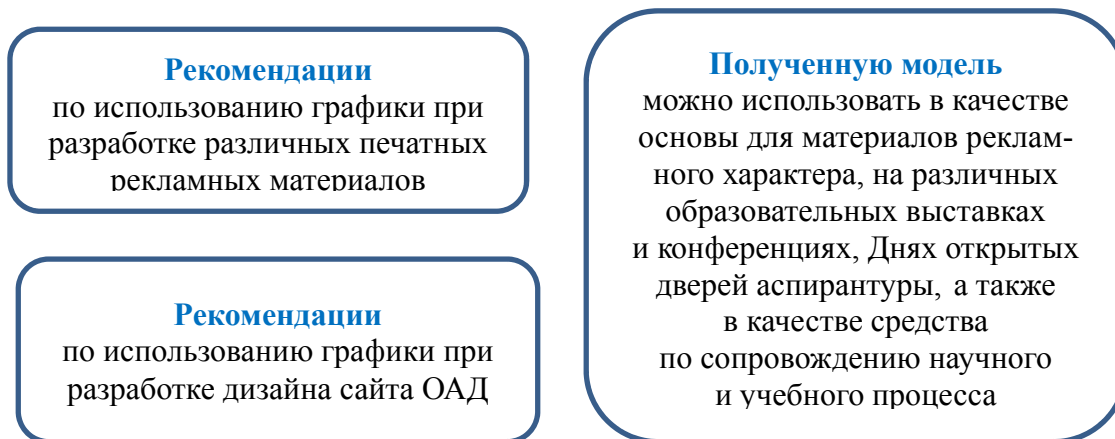 Рекомендации
по использованию графики при
разработке различных печатных
рекламных материалов
Рекомендации
по использованию графики при
разработке дизайна сайта ОАД
Полученную модель
можно использовать в качестве
основы для материалов реклам-
ного характера, на различных
образовательных выставках
и конференциях, Днях открытых
дверей аспирантуры, а также
в качестве средства
по сопровождению научного
и учебного процесса